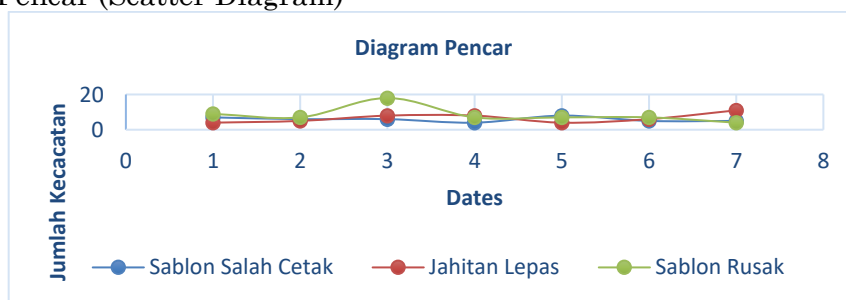 Pencar (Scatter Diagram)
Diagram Pencar
20
0
0 1 2 3 4 5 6 7 8
Dates
Jumlah Kecacatan
Sablon Salah Cetak Jahitan Lepas Sablon Rusak